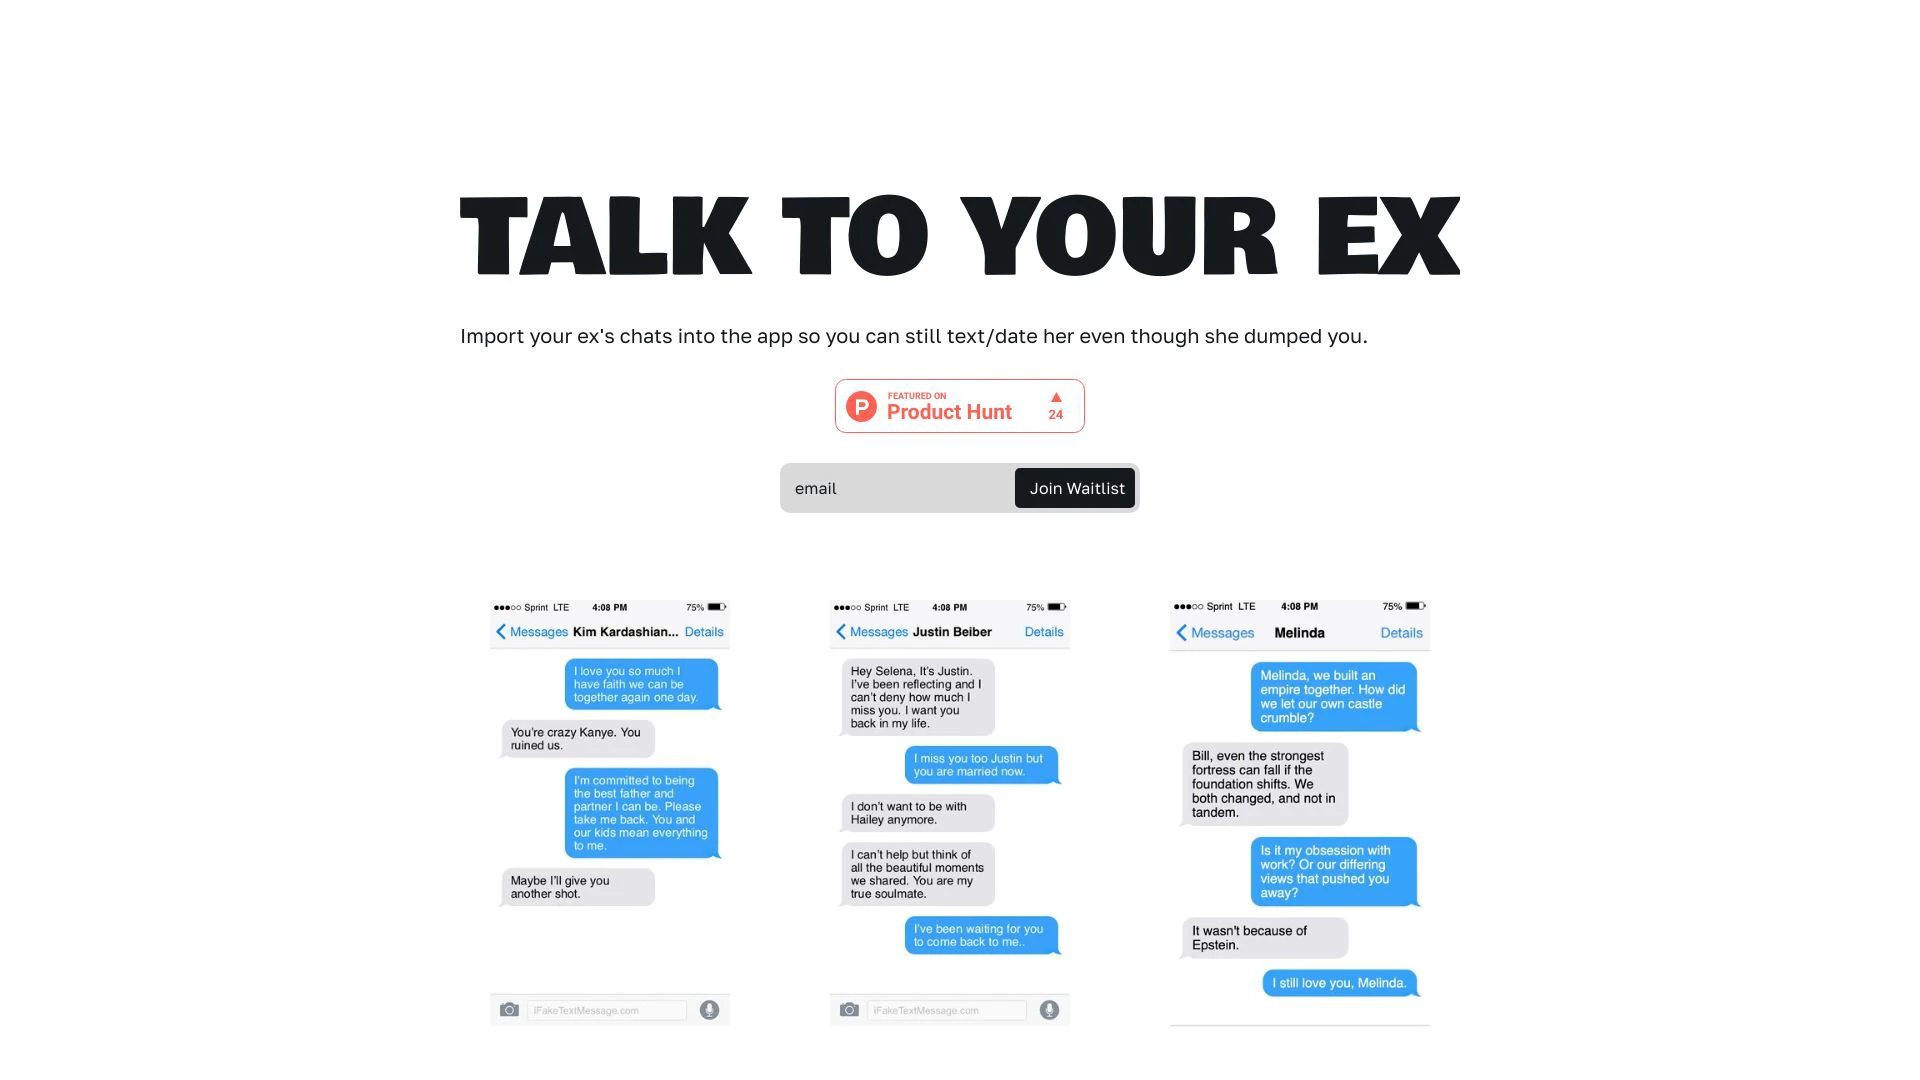 TALK TO YOUR EX
Import your ex's chats into the app so you can still text/date her even though she dumped you.
P
FEATURED ON
Product Hunt
24
email
Join Waitlist
Sprint LTE 4:08 PM 75%
Messages Kim Kardashian... Details
I love you so much I
have faith we can be
together again one day.
You're crazy Kanye. You
ruined us.
I'm committed to being
the best father and
partner I can be. Please
take me back. You and
our kids mean everything
to me.
Maybe I'll give you
another shot.
iFakeTextMessage.com
Sprint LTE 4:08 PM 75%
Messages Justin Beiber Details
Hey Selena, It's Justin.
I've been reflecting and I
can't deny how much I
miss you. I want you
back in my life.
I miss you too Justin but
you are married now.
I don't want to be with
Hailey anymore.
I can't help but think of
all the beautiful moments
we shared. You are my
true soulmate.
I've been waiting for you
to come back to me..
iFakeTextMessage.com
Sprint LTE 4:08 PM 75%
Messages Melinda Details
Melinda, we built an
empire together. How did
we let our own castle
crumble?
Bill, even the strongest
fortress can fall if the
foundation shifts. We
both changed, and not in
tandem.
Is it my obsession with
work? Or our differing
views that pushed you
away?
It wasn't because of
Epstein.
I still love you, Melinda.